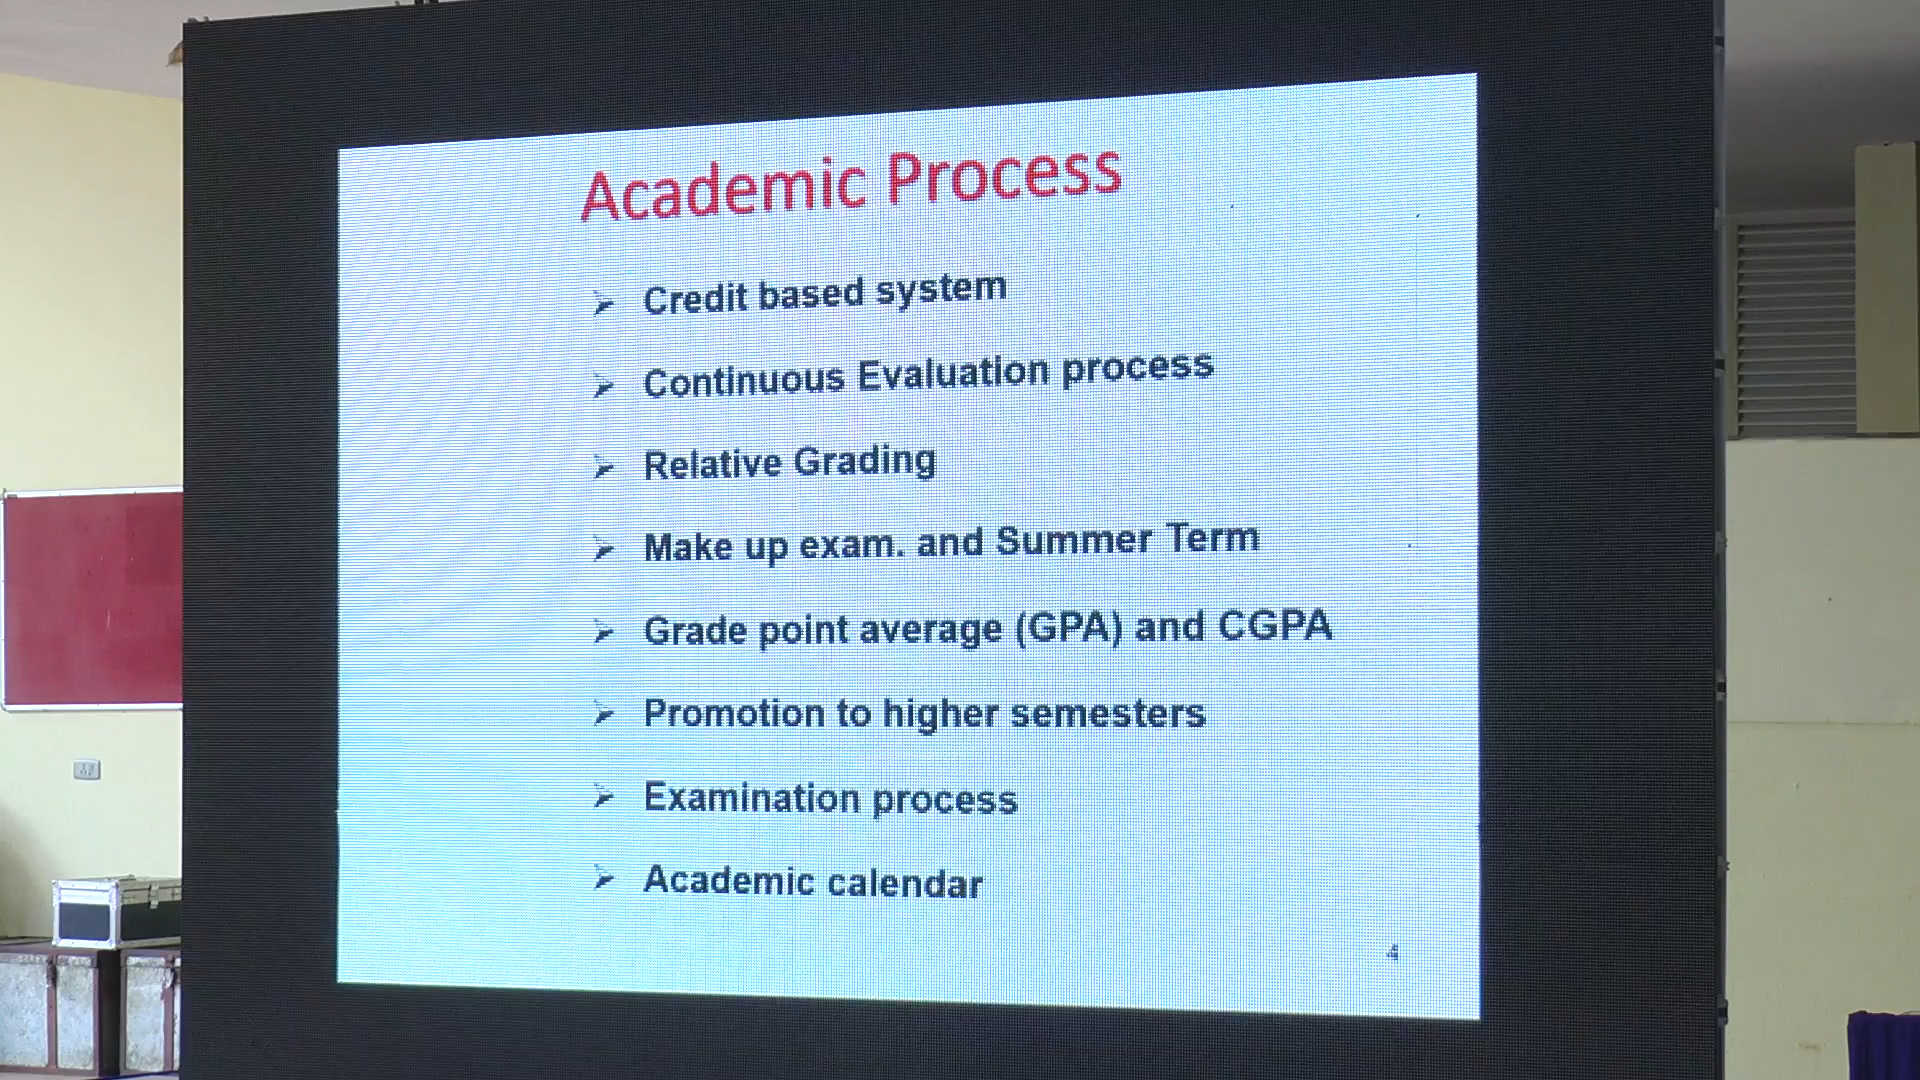 Academic Process
➢ Credit based system
➢ Continuous Evaluation process
➢ Relative Grading
➢ Make up exam. and Summer Term
➢ Grade point average (GPA) and CGPA
➢ Promotion to higher semesters
➢ Examination process
➢ Academic calendar
4